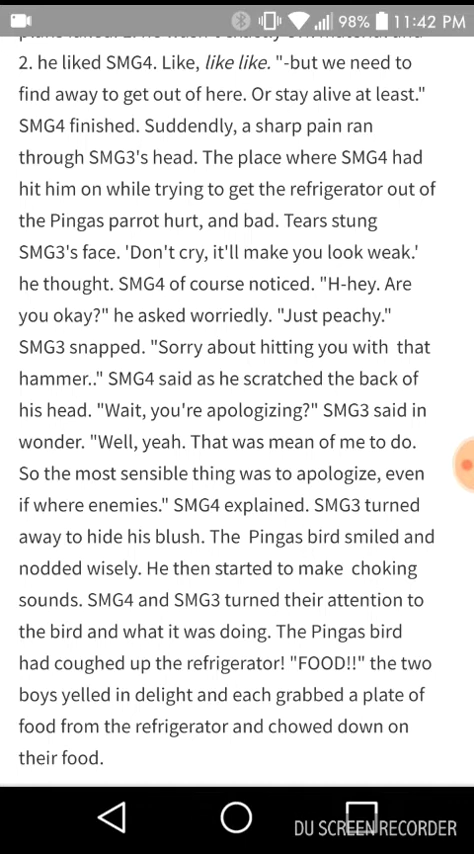 98% 11:42 PM
2. he liked SMG4. Like, like like. "-but we need to
find away to get out of here. Or stay alive at least."
SMG4 finished. Suddendly, a sharp pain ran
through SMG3's head. The place where SMG4 had
hit him on while trying to get the refrigerator out of
the Pingas parrot hurt, and bad. Tears stung
SMG3's face. 'Don't cry, it'll make you look weak.'
he thought. SMG4 of course noticed. "H-hey. Are
you okay?" he asked worriedly. "Just peachy."
SMG3 snapped. "Sorry about hitting you with that
hammer.." SMG4 said as he scratched the back of
his head. "Wait, you're apologizing?" SMG3 said in
wonder. "Well, yeah. That was mean of me to do.
So the most sensible thing was to apologize, even
if where enemies." SMG4 explained. SMG3 turned
away to hide his blush. The Pingas bird smiled and
nodded wisely. He then started to make choking
sounds. SMG4 and SMG3 turned their attention to
the bird and what it was doing. The Pingas bird
had coughed up the refrigerator! "FOOD!!" the two
boys yelled in delight and each grabbed a plate of
food from the refrigerator and chowed down on
their food.
DU SCREEN RECORDER